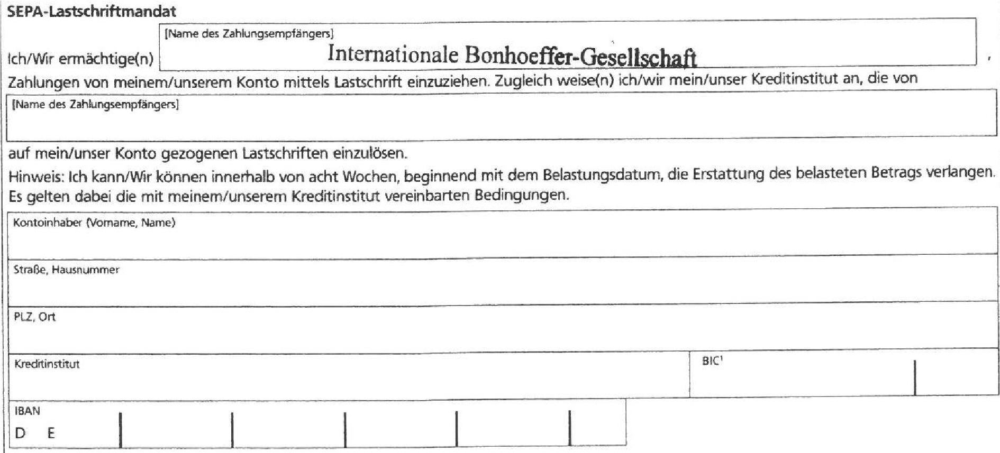 SEPA-Lastschriftmandat
[Name des Zahlungsempfängers]
Ich/Wir ermächtige(n) Internationale Bonhoeffer-Gesellschaft ,
Zahlungen von meinem/unserem Konto mittels Lastschrift einzuziehen. Zugleich weise(n) ich/wir mein/unser Kreditinstitut an, die von
[Name des Zahlungsempfängers]
auf mein/unser Konto gezogenen Lastschriften einzulösen.
Hinweis: Ich kann/Wir können innerhalb von acht Wochen, beginnend mit dem Belastungsdatum, die Erstattung des belasteten Betrags verlangen.
Es gelten dabei die mit meinem/unserem Kreditinstitut vereinbarten Bedingungen.
Kontoinhaber (Vorname, Name)
Straße, Hausnummer
PLZ, Ort
Kreditinstitut BIC¹
IBAN
D E